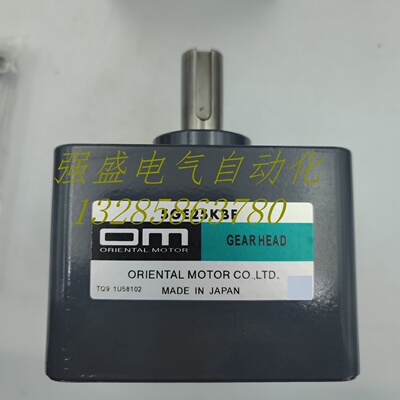 强盛电气自动化
13285863780
5GE25KBF
om
ORIENTAL MOTOR
GEAR HEAD
ORIENTAL MOTOR CO.,LTD.
TQ9 1U58102
MADE IN JAPAN